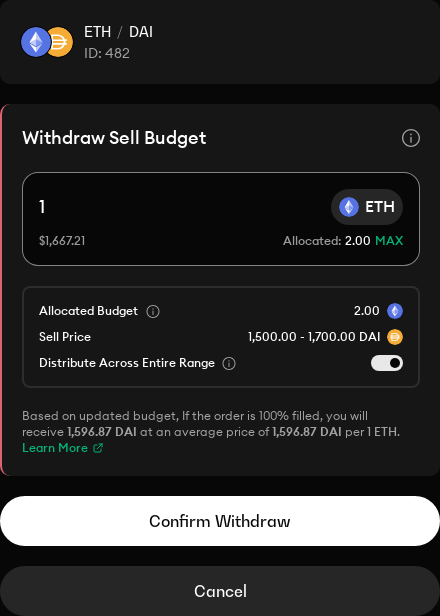 ETH / DAI
ID: 482
Withdraw Sell Budget
1
ETH
$1,667.21
Allocated: 2.00 MAX
Allocated Budget
2.00
Sell Price
1,500.00 - 1,700.00 DAI
Distribute Across Entire Range
Based on updated budget, If the order is 100% filled, you will
receive 1,596.87 DAI at an average price of 1,596.87 DAI per 1 ETH.
Learn More
Confirm Withdraw
Cancel